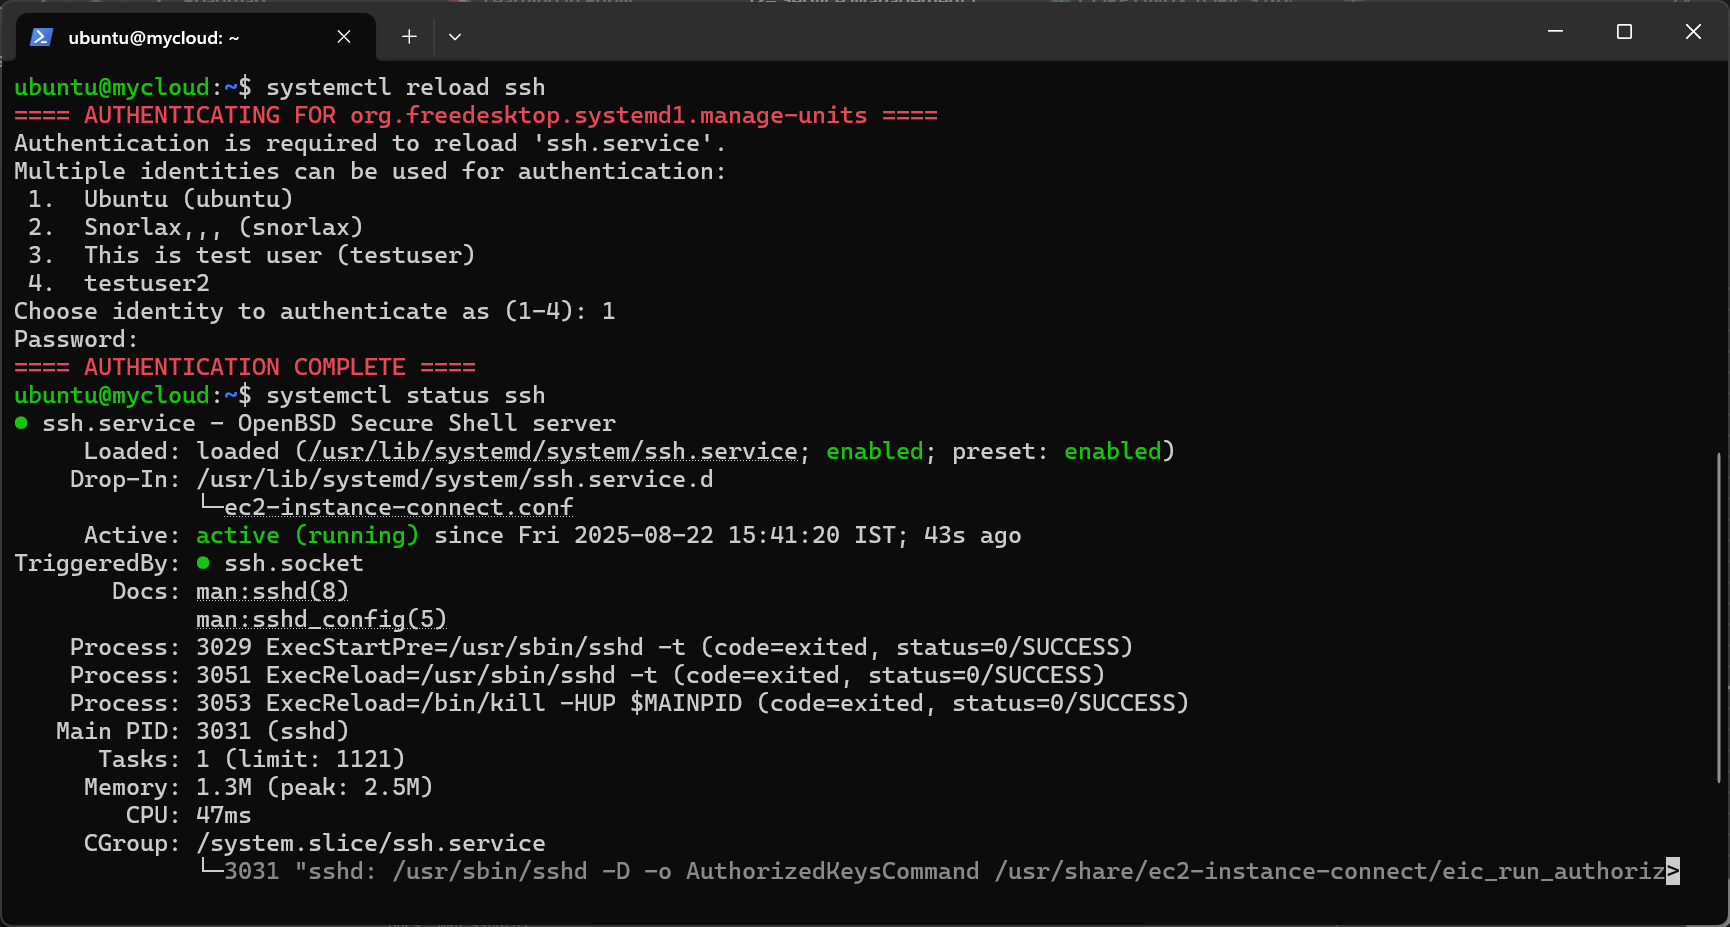 ubuntu@mycloud: ~
ubuntu@mycloud:~$ systemctl reload ssh
==== AUTHENTICATING FOR org.freedesktop.systemd1.manage-units ====
Authentication is required to reload 'ssh.service'.
Multiple identities can be used for authentication:
 1.  Ubuntu (ubuntu)
 2.  Snorlax,,, (snorlax)
 3.  This is test user (testuser)
 4.  testuser2
Choose identity to authenticate as (1-4): 1
Password:
==== AUTHENTICATION COMPLETE ====
ubuntu@mycloud:~$ systemctl status ssh
● ssh.service - OpenBSD Secure Shell server
     Loaded: loaded (/usr/lib/systemd/system/ssh.service; enabled; preset: enabled)
    Drop-In: /usr/lib/systemd/system/ssh.service.d
             └─ec2-instance-connect.conf
     Active: active (running) since Fri 2025-08-22 15:41:20 IST; 43s ago
TriggeredBy: ● ssh.socket
       Docs: man:sshd(8)
             man:sshd_config(5)
    Process: 3029 ExecStartPre=/usr/sbin/sshd -t (code=exited, status=0/SUCCESS)
    Process: 3051 ExecReload=/usr/sbin/sshd -t (code=exited, status=0/SUCCESS)
    Process: 3053 ExecReload=/bin/kill -HUP $MAINPID (code=exited, status=0/SUCCESS)
   Main PID: 3031 (sshd)
      Tasks: 1 (limit: 1121)
     Memory: 1.3M (peak: 2.5M)
        CPU: 47ms
     CGroup: /system.slice/ssh.service
             └─3031 "sshd: /usr/sbin/sshd -D -o AuthorizedKeysCommand /usr/share/ec2-instance-connect/eic_run_authoriz>